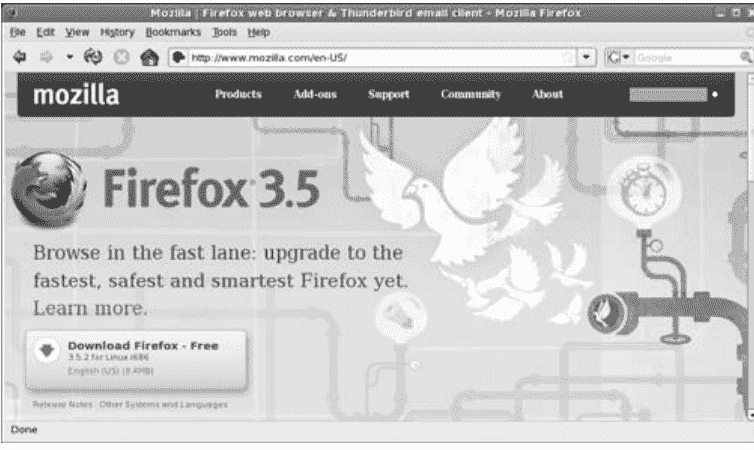 Mozilla | Firefox web browser & Thunderbird email client - Mozilla Firefox
File Edit View History Bookmarks Tools Help
http://www.mozilla.com/en-US/
G Google
mozilla Products Add-ons Support Community About
Firefox 3.5
Browse in the fast lane: upgrade to the
fastest, safest and smartest Firefox yet.
Learn more.
Download Firefox - Free
3.5.2 for Linux i686
English (US) (9.4MB)
Release Notes · Other Systems and Languages
Done